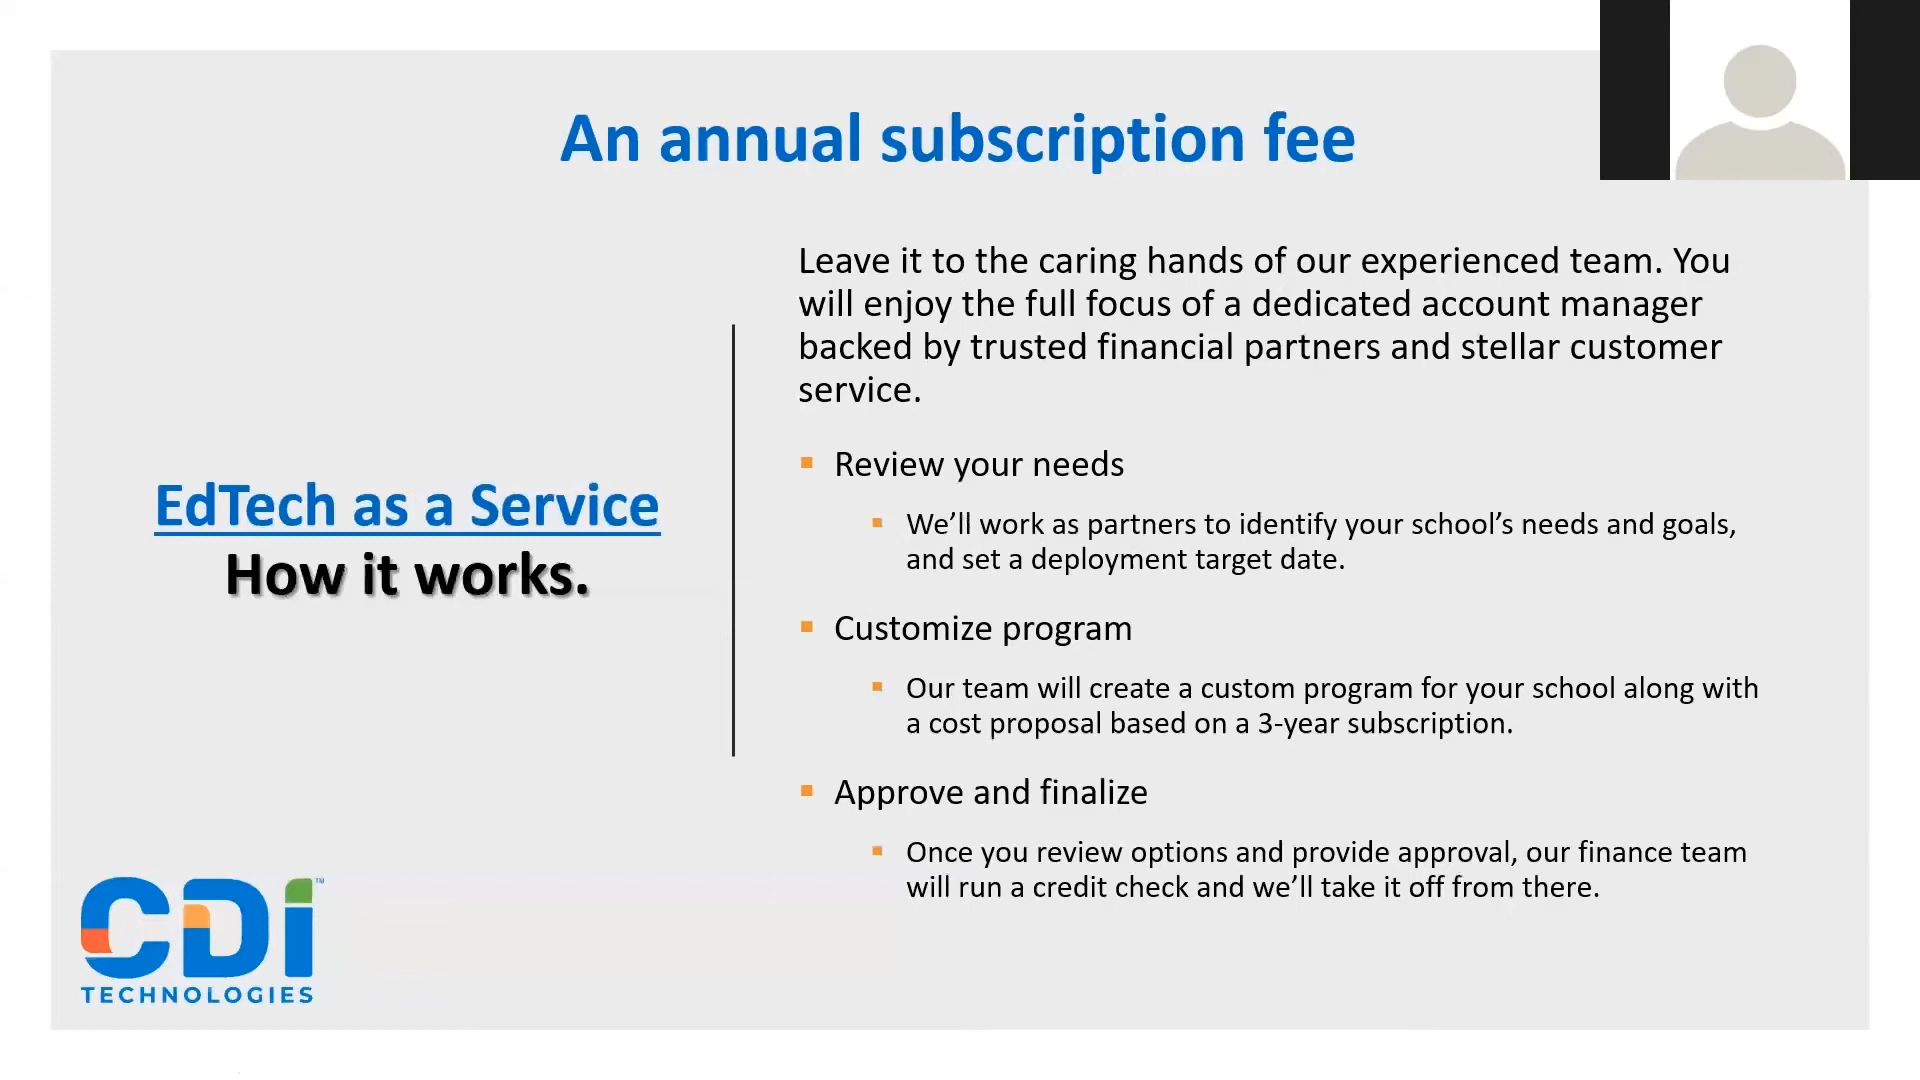 An annual subscription fee
EdTech as a Service
How it works.
Leave it to the caring hands of our experienced team. You
will enjoy the full focus of a dedicated account manager
backed by trusted financial partners and stellar customer
service.
Review your needs
We’ll work as partners to identify your school’s needs and goals,
and set a deployment target date.
Customize program
Our team will create a custom program for your school along with
a cost proposal based on a 3-year subscription.
Approve and finalize
Once you review options and provide approval, our finance team
will run a credit check and we’ll take it off from there.
CDi™
TECHNOLOGIES